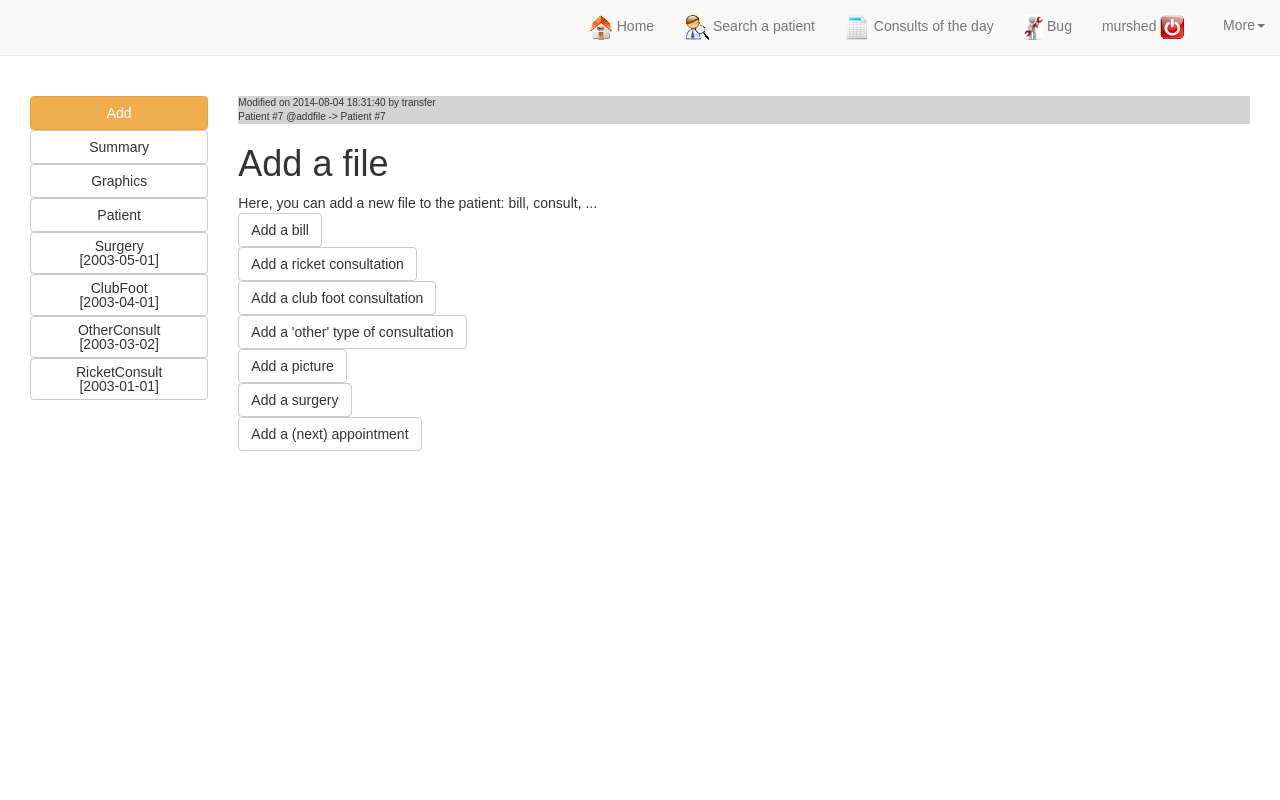 Home
Search a patient
Consults of the day
Bug
murshed
More
Add
Summary
Graphics
Patient
Surgery
[2003-05-01]
ClubFoot
[2003-04-01]
OtherConsult
[2003-03-02]
RicketConsult
[2003-01-01]
Modified on 2014-08-04 18:31:40 by transfer
Patient #7 @addfile -> Patient #7
Add a file
Here, you can add a new file to the patient: bill, consult, ...
Add a bill
Add a ricket consultation
Add a club foot consultation
Add a 'other' type of consultation
Add a picture
Add a surgery
Add a (next) appointment